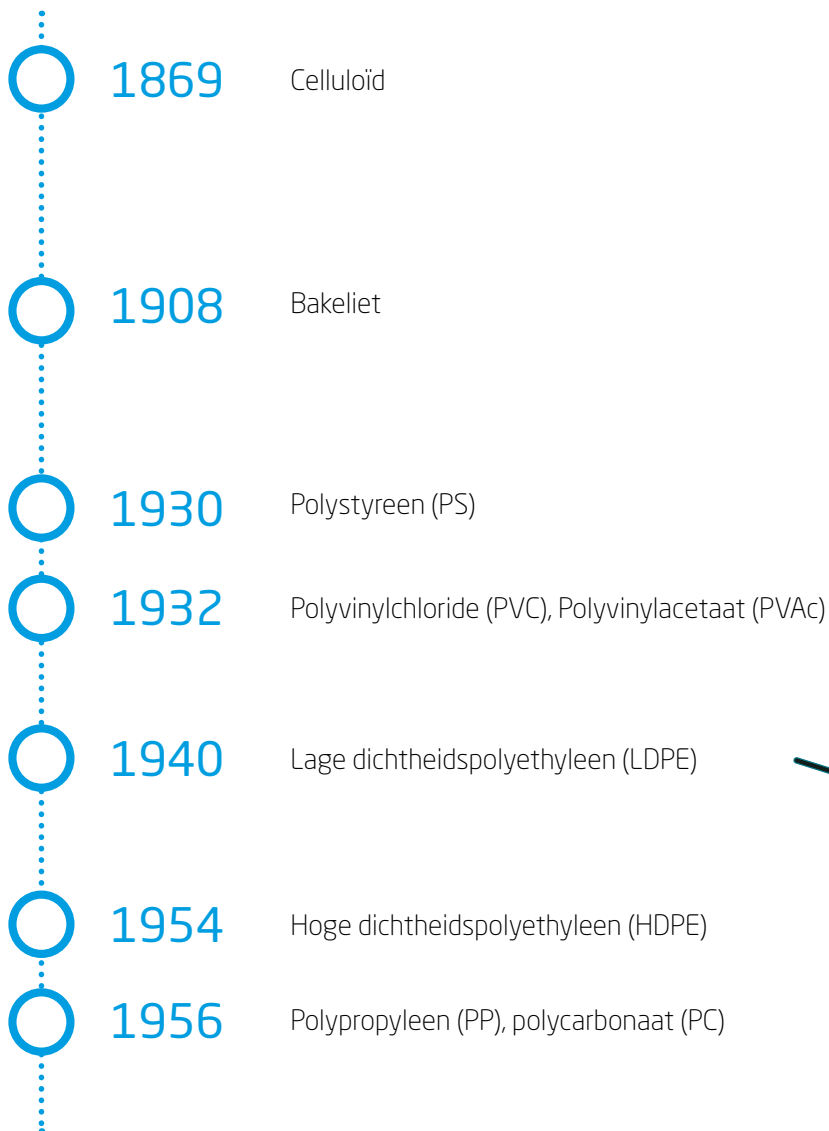 1869 Celluloïd
1908 Bakeliet
1930 Polystyreen (PS)
1932 Polyvinylchloride (PVC), Polyvinylacetaat (PVAc)
1940 Lage dichtheidspolyethyleen (LDPE)
1954 Hoge dichtheidspolyethyleen (HDPE)
1956 Polypropyleen (PP), polycarbonaat (PC)